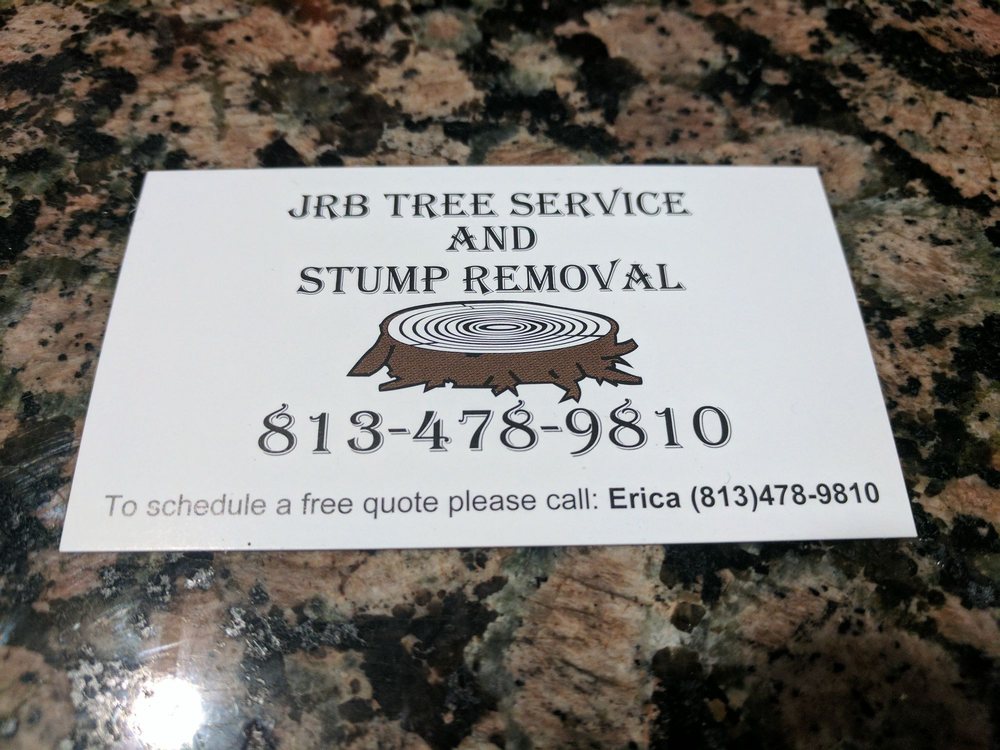 JRB TREE SERVICE
AND
STUMP REMOVAL
813-478-9810
To schedule a free quote please call: Erica (813)478-9810